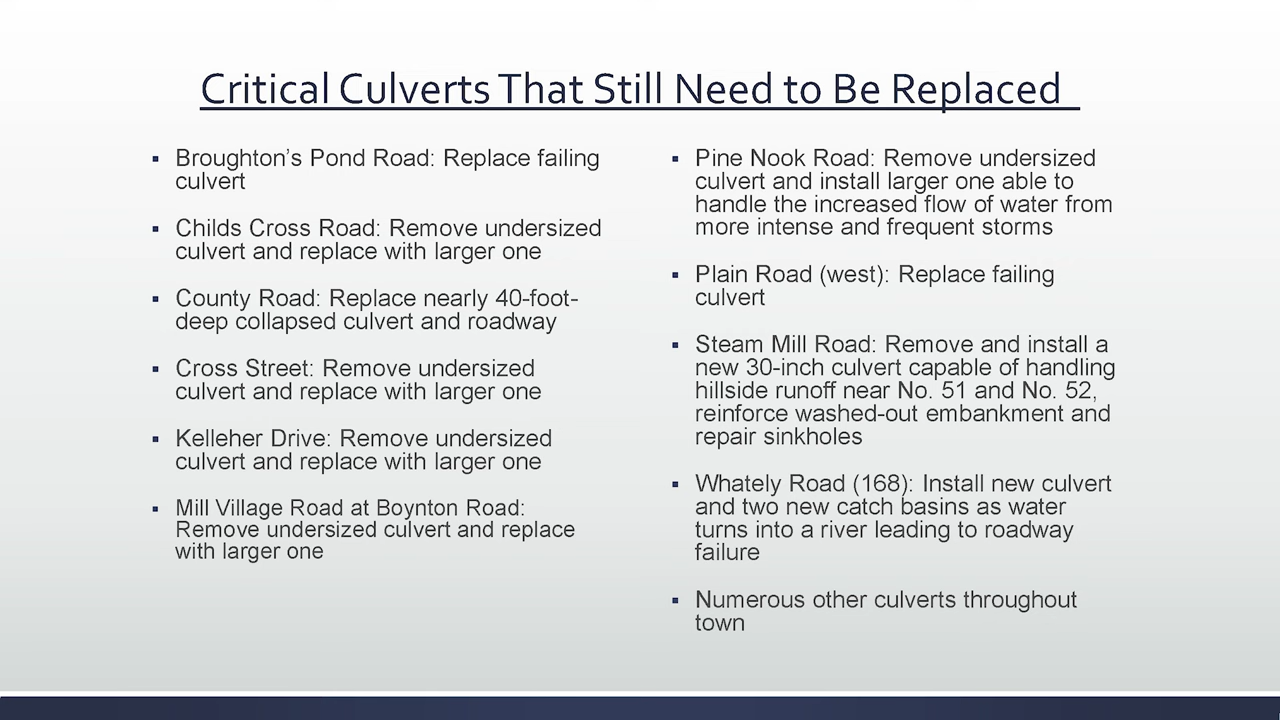 Critical Culverts That Still Need to Be Replaced
▪ Broughton's Pond Road: Replace failing
culvert
▪ Childs Cross Road: Remove undersized
culvert and replace with larger one
▪ County Road: Replace nearly 40-foot-
deep collapsed culvert and roadway
▪ Cross Street: Remove undersized
culvert and replace with larger one
▪ Kelleher Drive: Remove undersized
culvert and replace with larger one
▪ Mill Village Road at Boynton Road:
Remove undersized culvert and replace
with larger one
▪ Pine Nook Road: Remove undersized
culvert and install larger one able to
handle the increased flow of water from
more intense and frequent storms
▪ Plain Road (west): Replace failing
culvert
▪ Steam Mill Road: Remove and install a
new 30-inch culvert capable of handling
hillside runoff near No. 51 and No. 52,
reinforce washed-out embankment and
repair sinkholes
▪ Whately Road (168): Install new culvert
and two new catch basins as water
turns into a river leading to roadway
failure
▪ Numerous other culverts throughout
town